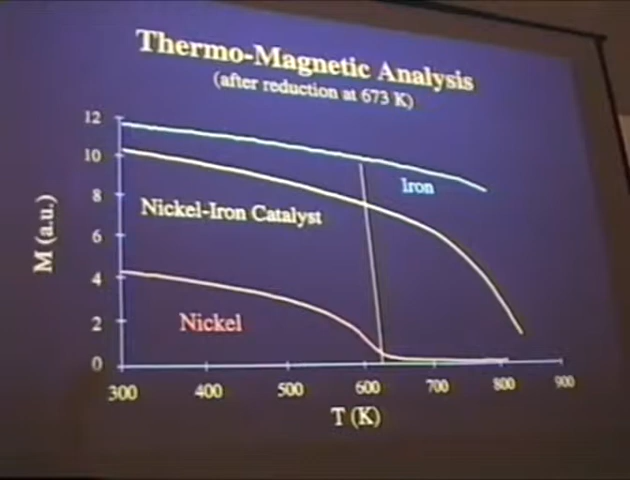 Thermo-Magnetic Analysis
(after reduction at 673 K)
12
10
8
6
4
2
0
M (a.u.)
Iron
Nickel-Iron Catalyst
Nickel
300 400 500 600 700 800 900
T (K)